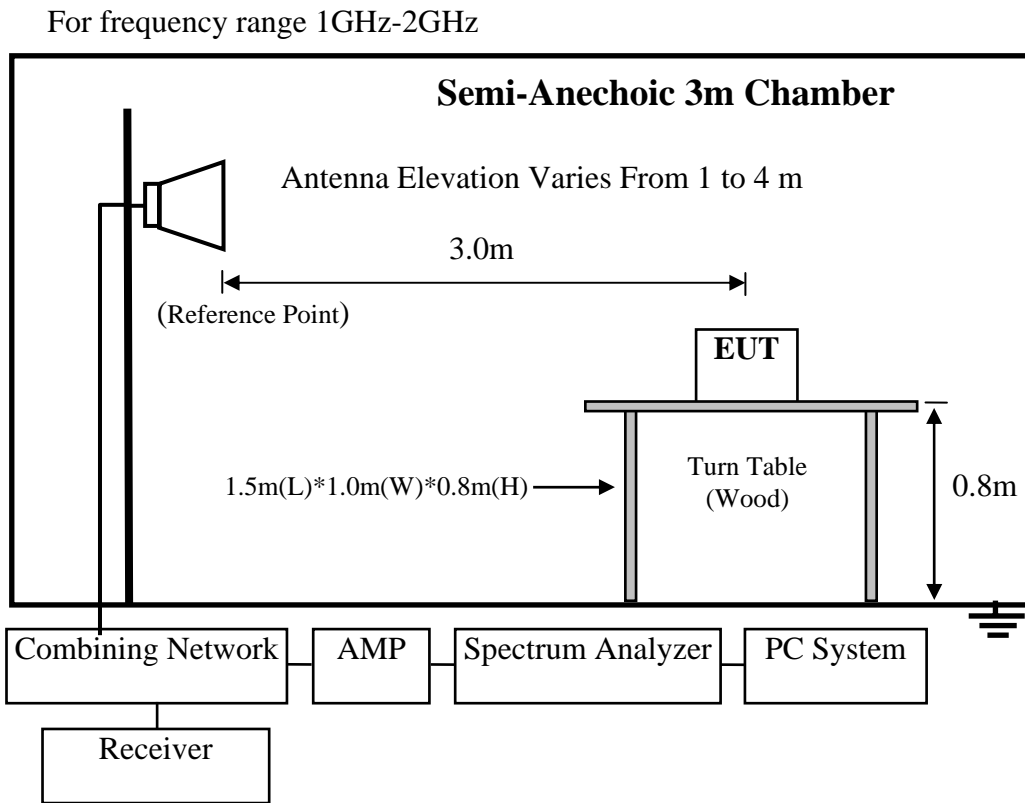 For frequency range 1GHz-2GHz
Semi-Anechoic 3m Chamber
Antenna Elevation Varies From 1 to 4 m
3.0m
(Reference Point)
EUT
1.5m(L)*1.0m(W)*0.8m(H)
Turn Table
(Wood)
0.8m
Combining Network
AMP
Spectrum Analyzer
PC System
Receiver